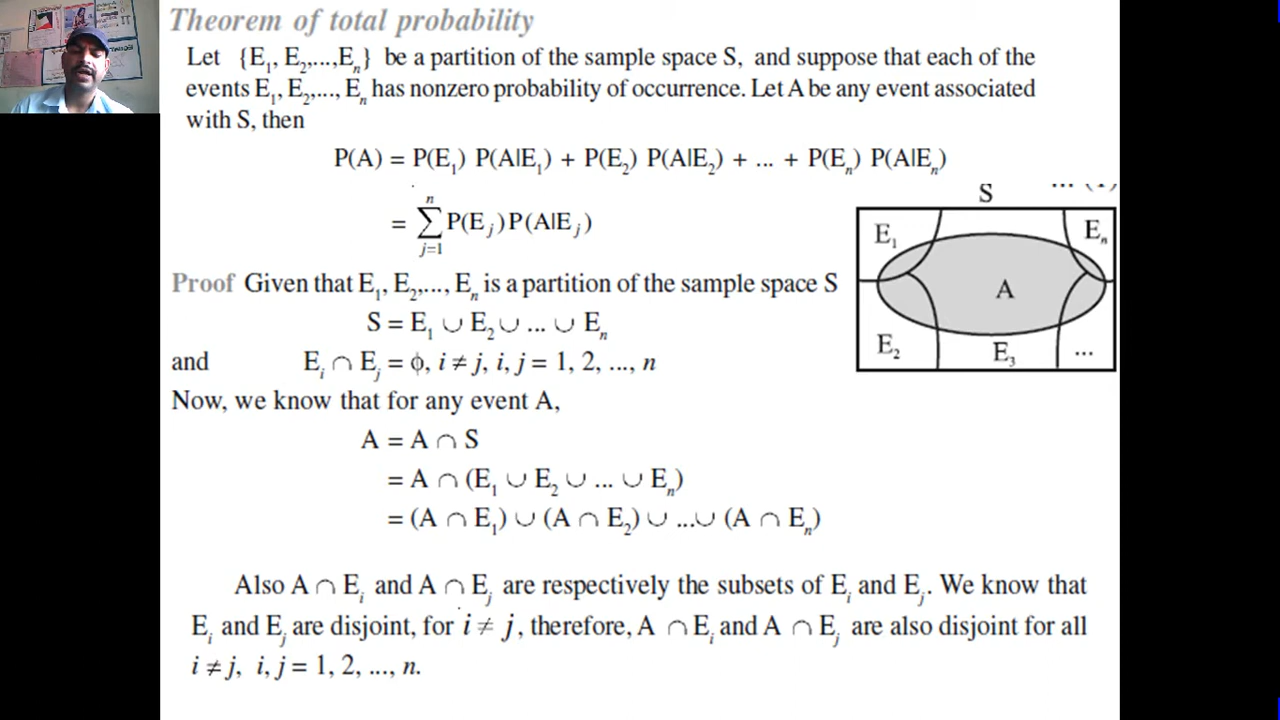 Theorem of total probability
Let {E₁, E₂,...,Eₙ} be a partition of the sample space S, and suppose that each of the
events E₁, E₂,..., Eₙ has nonzero probability of occurrence. Let A be any event associated
with S, then
P(A) = P(E₁) P(A|E₁) + P(E₂) P(A|E₂) + ... + P(Eₙ) P(A|Eₙ)
n
= ∑ P(Eⱼ)P(A|Eⱼ)
j=1
S
E₁
Eₙ
A
E₂
E₃
...
Proof Given that E₁, E₂,..., Eₙ is a partition of the sample space S
S = E₁ ∪ E₂ ∪ ... ∪ Eₙ
and Eᵢ ∩ Eⱼ = φ, i ≠ j, i, j = 1, 2, ..., n
Now, we know that for any event A,
A = A ∩ S
= A ∩ (E₁ ∪ E₂ ∪ ... ∪ Eₙ)
= (A ∩ E₁) ∪ (A ∩ E₂) ∪ ...∪ (A ∩ Eₙ)
Also A ∩ Eᵢ and A ∩ Eⱼ are respectively the subsets of Eᵢ and Eⱼ. We know that
Eᵢ and Eⱼ are disjoint, for i ≠ j, therefore, A ∩ Eᵢ and A ∩ Eⱼ are also disjoint for all
i ≠ j, i, j = 1, 2, ..., n.